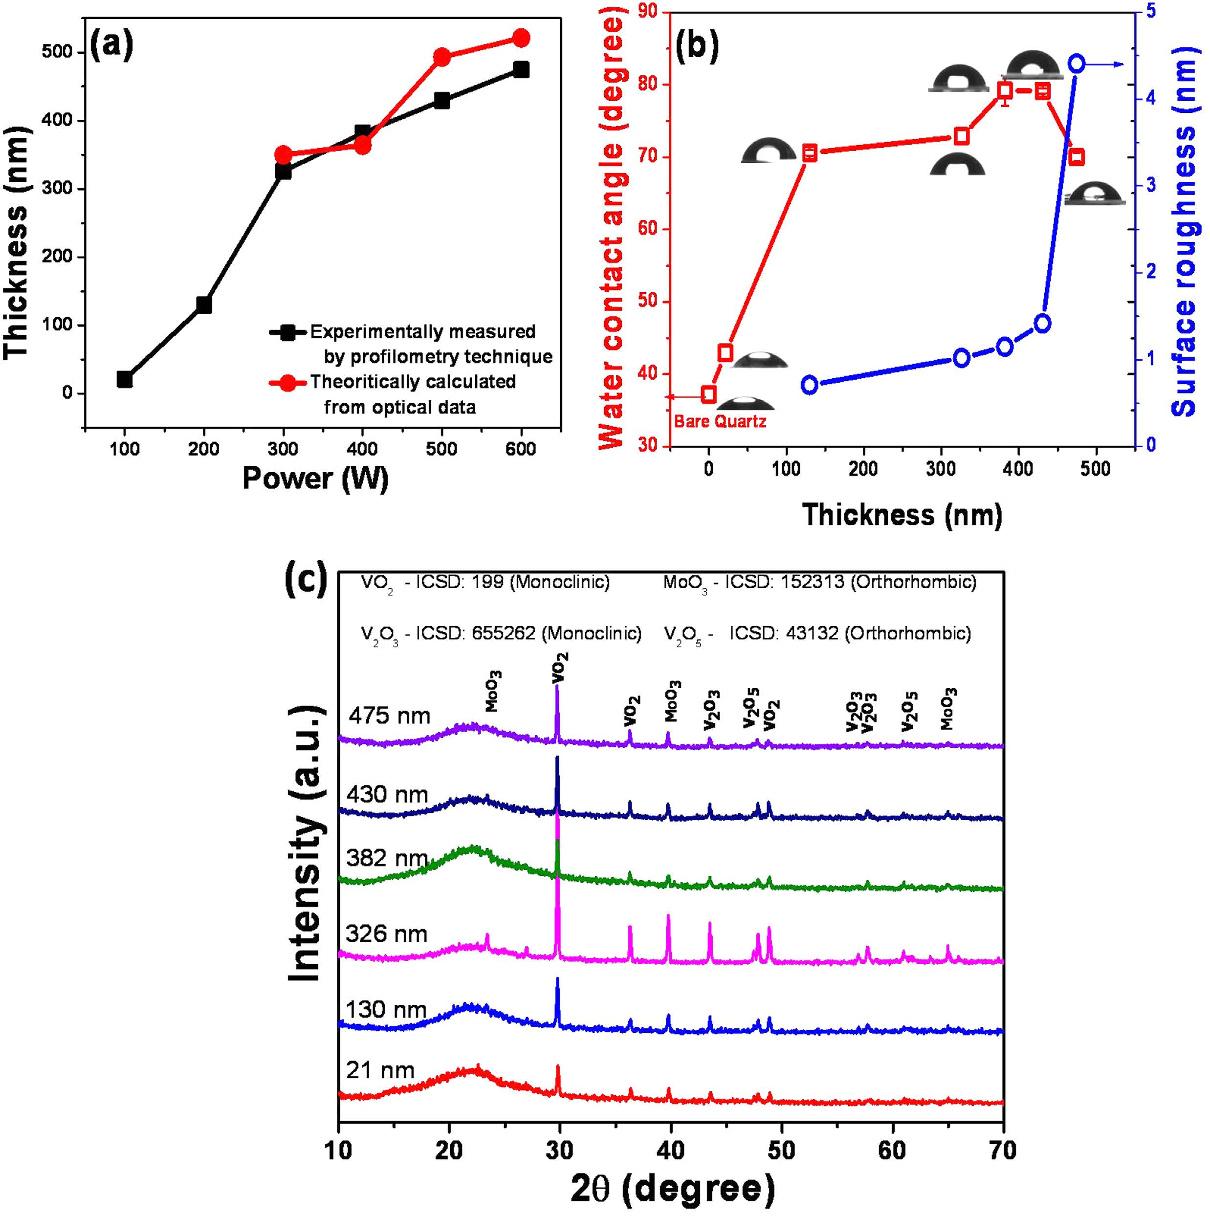 (a)
Thickness (nm)
500
400
300
200
100
0
Experimentally measured
by profilometry technique
Theoritically calculated
from optical data
100 200 300 400 500 600
Power (W)
(b)
Water contact angle (degree)
90
80
70
60
50
40
30
Bare Quartz
0 100 200 300 400 500
Thickness (nm)
5
4
3
2
1
0
Surface roughness (nm)
(c)
VO₂ - ICSD: 199 (Monoclinic) MoO₃ - ICSD: 152313 (Orthorhombic)
V₂O₃ - ICSD: 655262 (Monoclinic) V₂O₅ - ICSD: 43132 (Orthorhombic)
MoO₃ VO₂ VO₂ MoO₃ V₂O₃ V₂O₅ VO₂ V₂O₃ V₂O₃ V₂O₅ MoO₃
475 nm
430 nm
382 nm
326 nm
130 nm
21 nm
Intensity (a.u.)
10 20 30 40 50 60 70
2θ (degree)